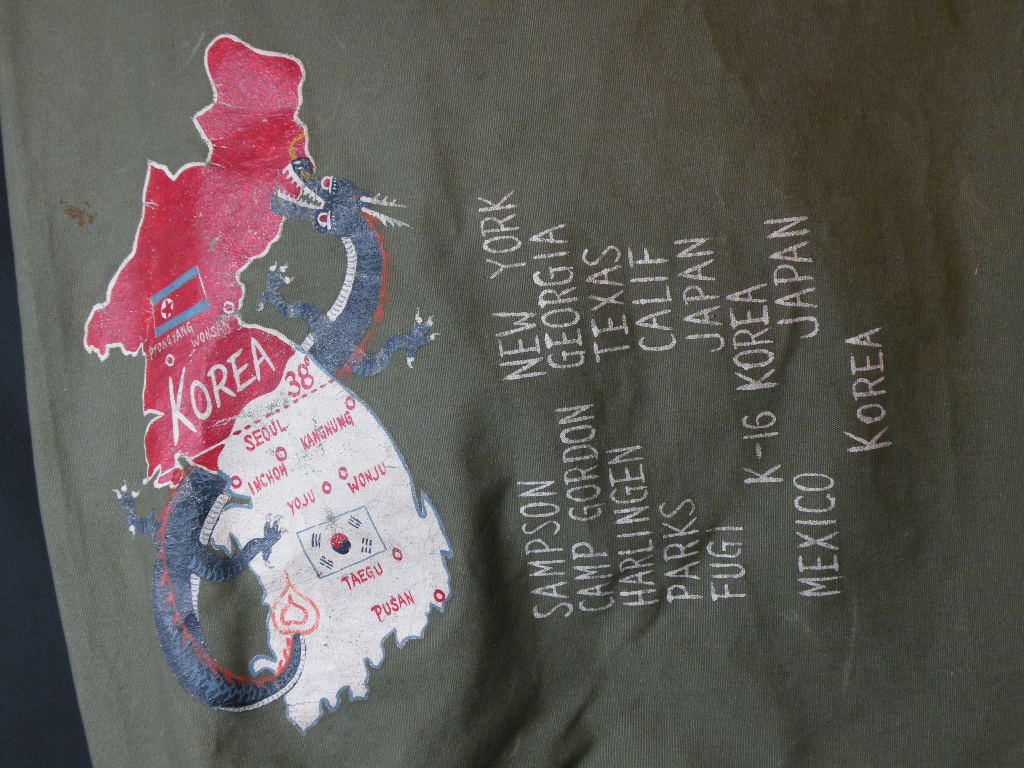 PYONGYANG
WONSAN
KOREA
38°
SEOUL
KANGNUNG
INCHON
YOJU
WONJU
TAEGU
PUSAN
SAMPSON NEW YORK
CAMP GORDON GEORGIA
HARLINGEN TEXAS
PARKS CALIF
FUGI JAPAN
K-16 KOREA
MEXICO JAPAN
KOREA